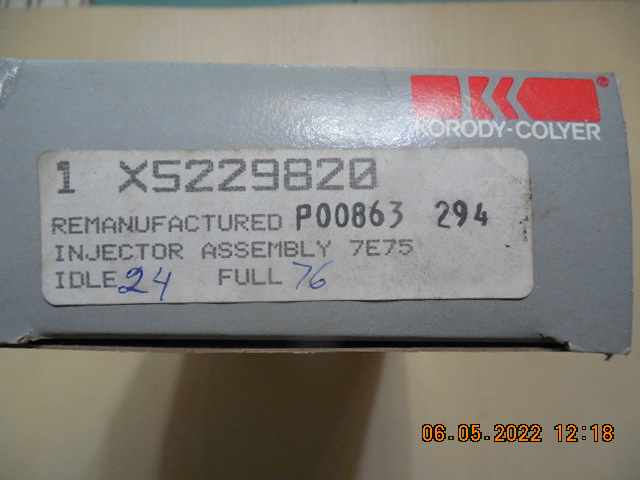 KORODY-COLYER
1 X5229820
REMANUFACTURED P00863 294
INJECTOR ASSEMBLY 7E75
IDLE 24 FULL 76
06.05.2022 12:18